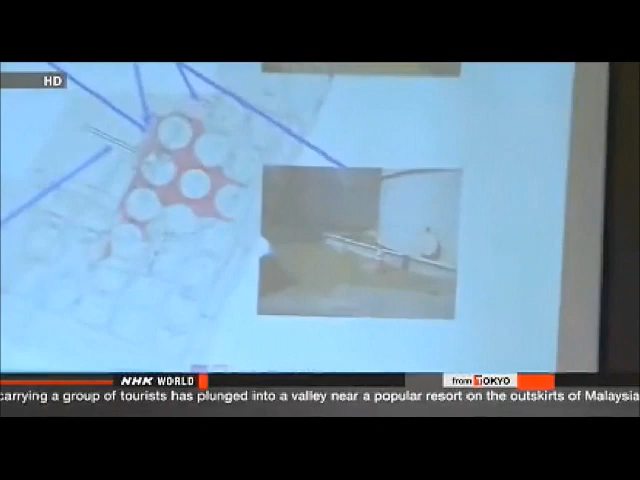 HD
NHK WORLD
from TOKYO
carrying a group of tourists has plunged into a valley near a popular resort on the outskirts of Malaysia